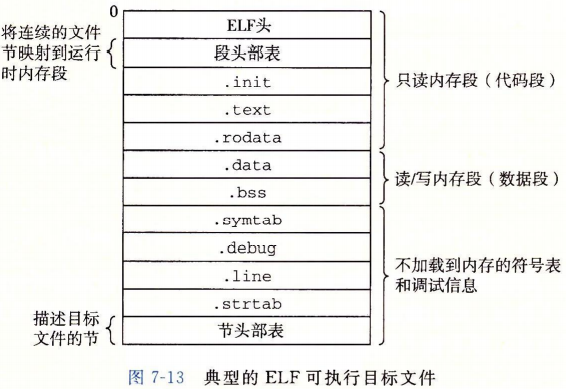 0
将连续的文件
节映射到运行
时内存段
ELF头
段头部表
.init
.text
.rodata
只读内存段（代码段）
.data
.bss
读/写内存段（数据段）
.symtab
.debug
.line
.strtab
不加载到内存的符号表
和调试信息
描述目标
文件的节
节头部表
图 7-13 典型的 ELF 可执行目标文件